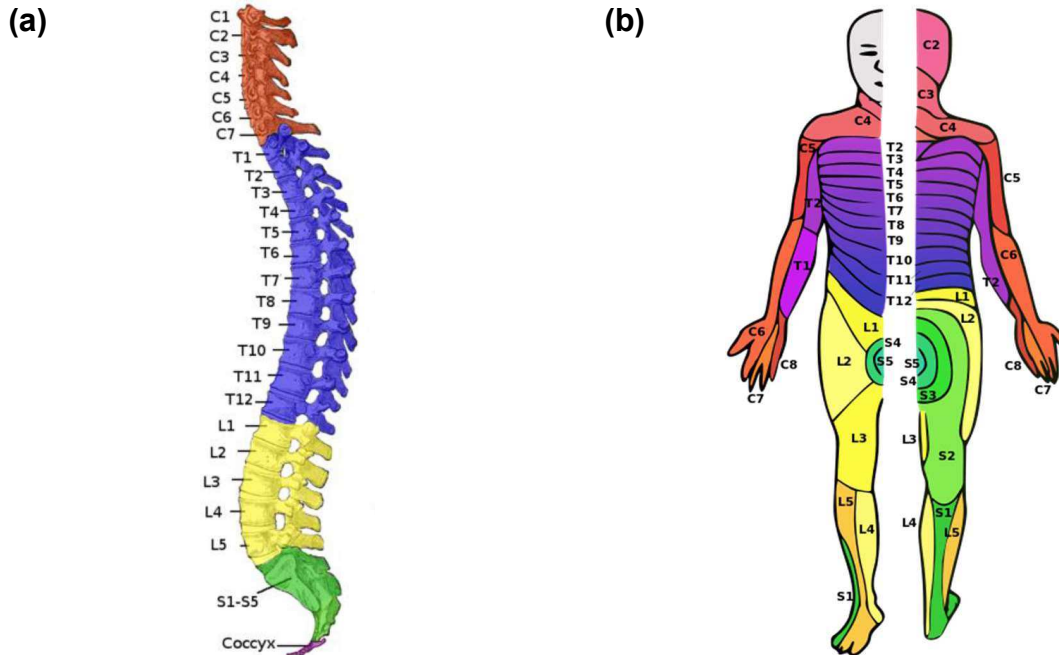 (a)
C1
C2
C3
C4
C5
C6
C7
T1
T2
T3
T4
T5
T6
T7
T8
T9
T10
T11
T12
L1
L2
L3
L4
L5
S1-S5
Coccyx
(b)
C2
C3
C4
C4
C5
T2
T3
T4
T5
T6
T7
T8
T9
T10
T11
T12
C5
T2
T1
C6
T2
L1
L2
L1
S4
C6
L2
S5
S5
C8
C8
S4
C7
C7
S3
L3
L3
S2
L5
L4
L4
S1
L5
S1